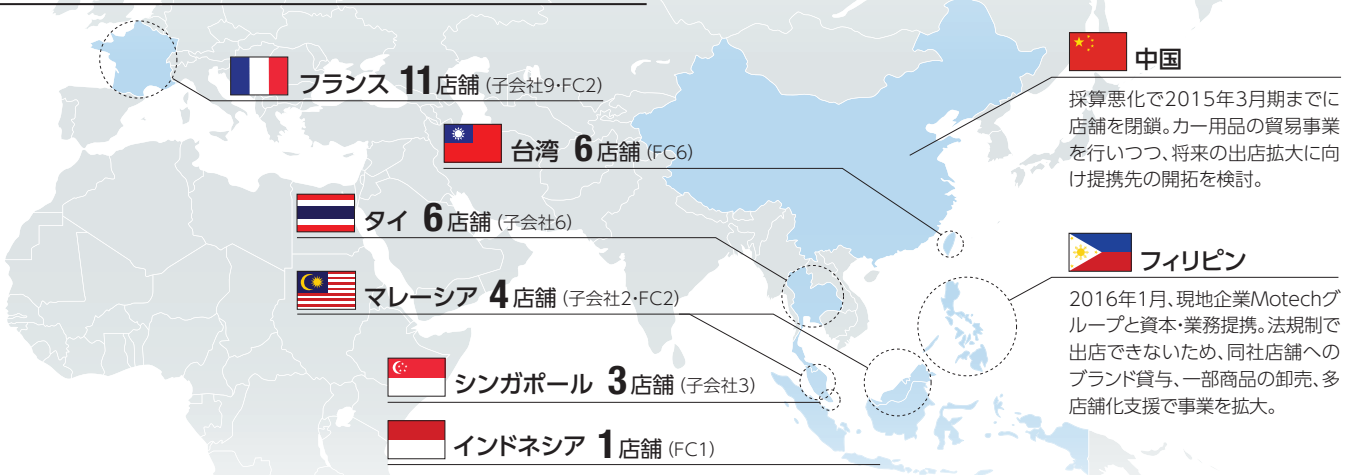 フランス 11店舗 (子会社9・FC2)
台湾 6店舗 (FC6)
タイ 6店舗 (子会社6)
マレーシア 4店舗 (子会社2・FC2)
シンガポール 3店舗 (子会社3)
インドネシア 1店舗 (FC1)
中国
採算悪化で2015年3月期までに
店舗を閉鎖。カー用品の貿易事業
を行いつつ、将来の出店拡大に向
け提携先の開拓を検討。
フィリピン
2016年1月、現地企業Motechグ
ループと資本・業務提携。法規制で
出店できないため、同社店舗への
ブランド貸与、一部商品の卸売、多
店舗化支援で事業を拡大。